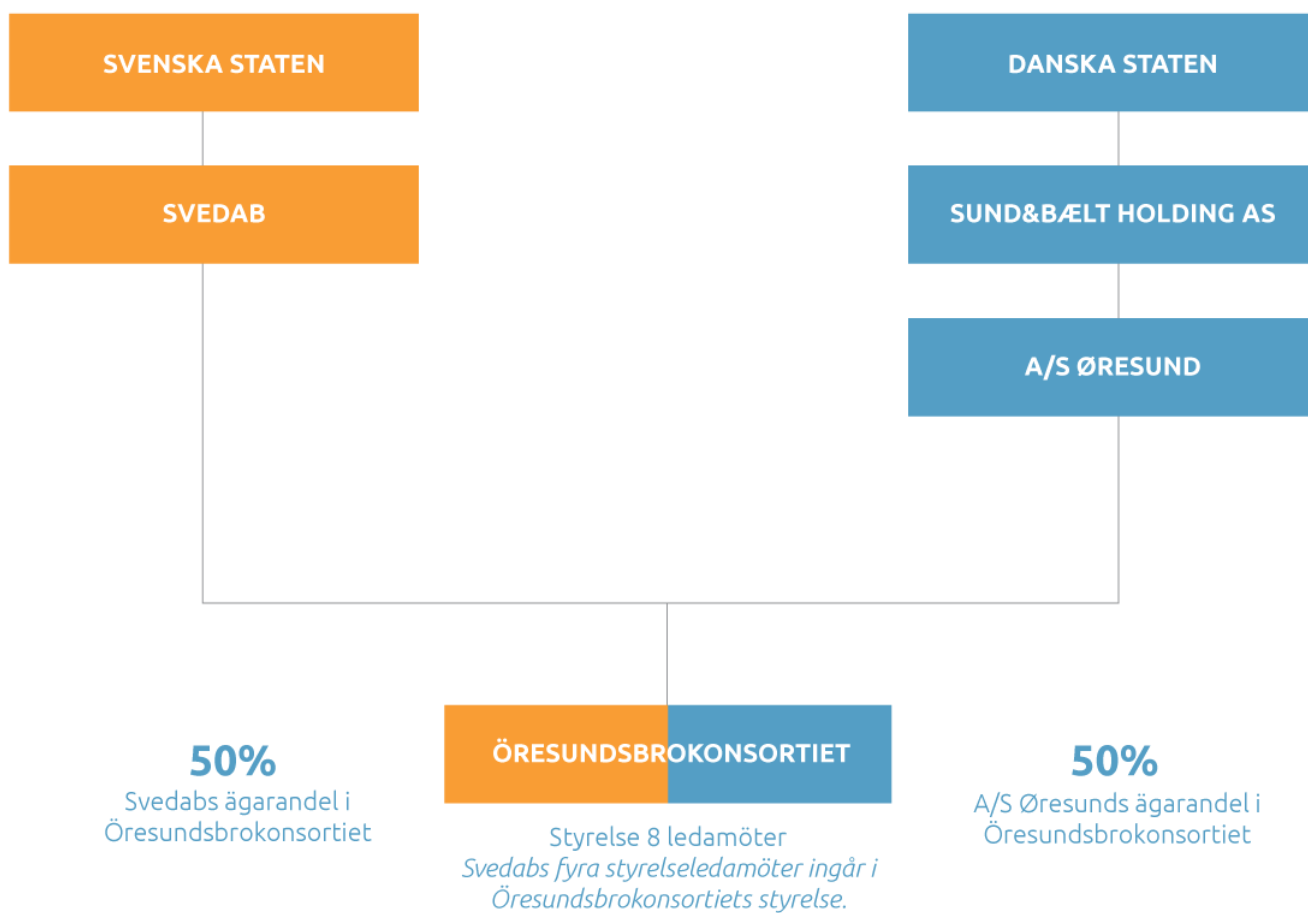 SVENSKA STATEN
DANSKA STATEN
SVEDAB
SUND&BÆLT HOLDING AS
A/S ØRESUND
ÖRESUNDSBROKONSORTIET
50%
Svedabs ägarandel i
Öresundsbrokonsortiet
Styrelse 8 ledamöter
Svedabs fyra styrelseledamöter ingår i
Öresundsbrokonsortiets styrelse.
50%
A/S Øresunds ägarandel i
Öresundsbrokonsortiet